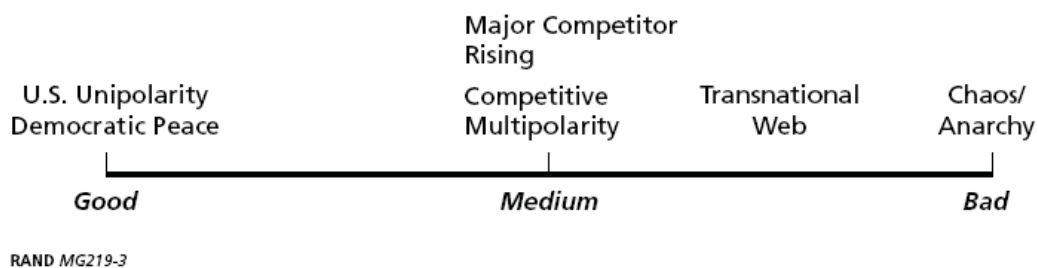 Major Competitor
Rising
U.S. Unipolarity
Democratic Peace
Competitive
Multipolarity
Transnational
Web
Chaos/
Anarchy
Good
Medium
Bad
RAND MG219-3